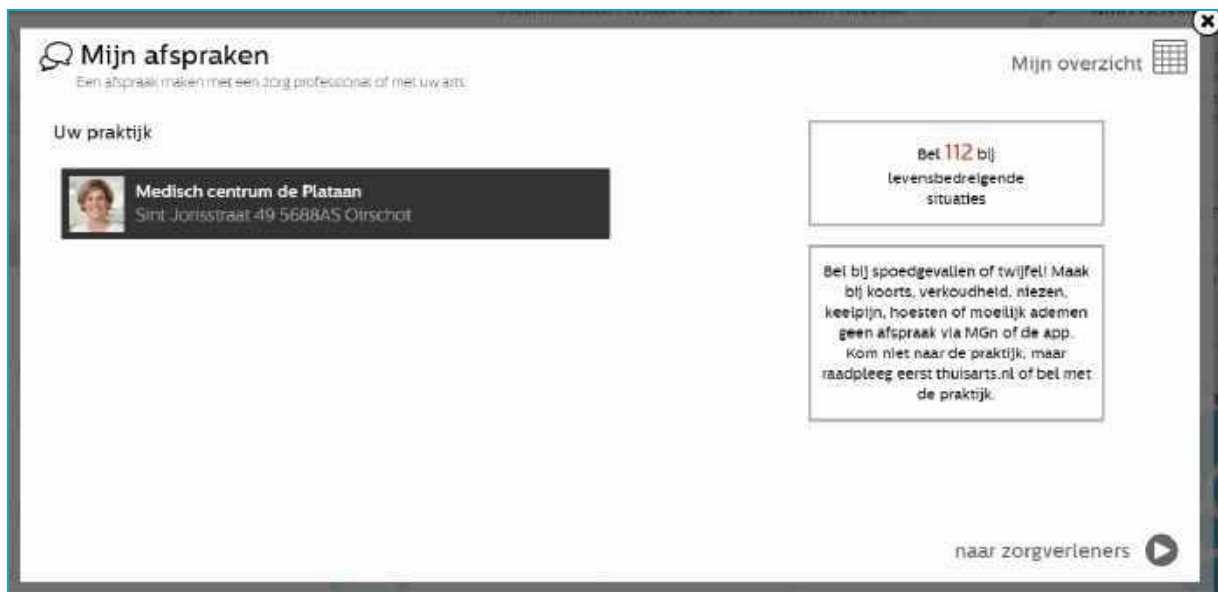 Mijn afspraken
Een afspraak maken met een zorg professional of met uw arts
Mijn overzicht
Uw praktijk
Medisch centrum de Plataan
Sint Jorisstraat 49 5688AS Oirschot
Bel 112 bij
levensbedreigende
situaties
Bel bij spoedgevallen of twijfel! Maak
bij koorts, verkoudheid, niezen,
keelpijn, hoesten of moeilijk ademen
geen afspraak via MGn of de app.
Kom niet naar de praktijk, maar
raadpleeg eerst thuisarts.nl of bel met
de praktijk.
naar zorgverleners